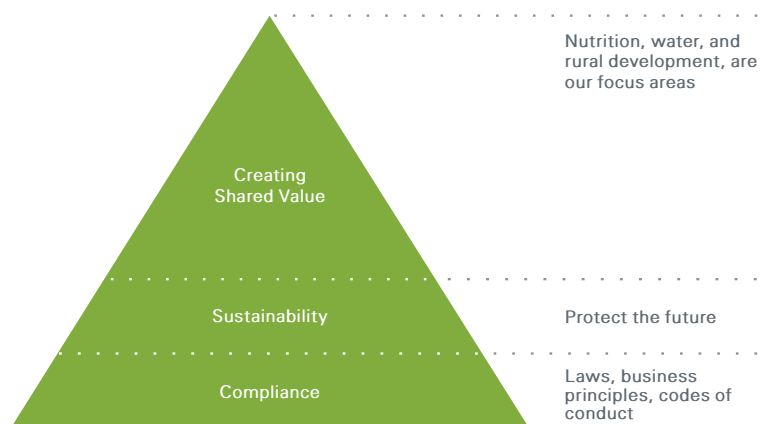 Nutrition, water, and
rural development, are
our focus areas
Creating
Shared Value
Sustainability
Protect the future
Compliance
Laws, business
principles, codes of
conduct